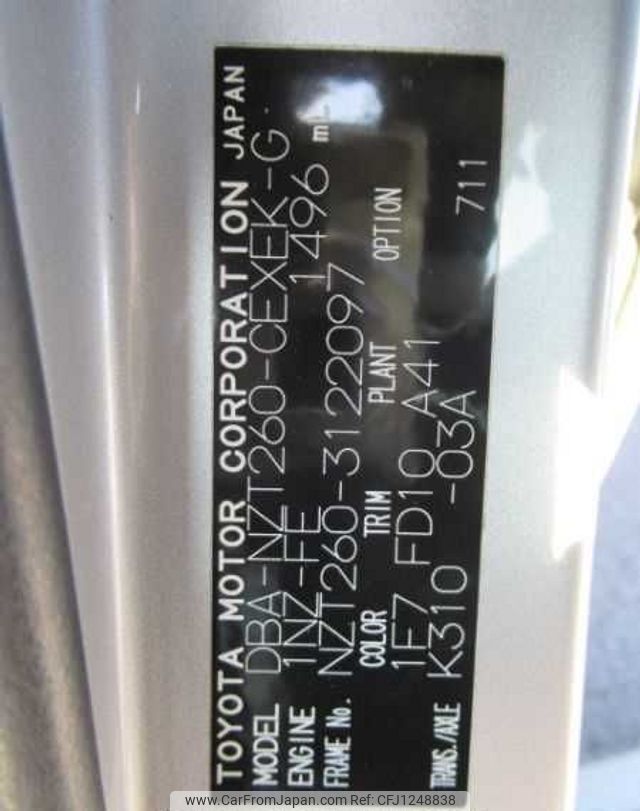 TOYOTA MOTOR CORPORATION JAPAN
MODEL DBA-NZT260-CEXEK-G
ENGINE 1NZ-FE 1496 mL
FRAME No. NZT260-3122097
COLOR TRIM PLANT OPTION
1F7 FD10 A41
TRANS./AXLE K310 -03A 711
www.CarFromJapan.com Ref: CFJ1248838